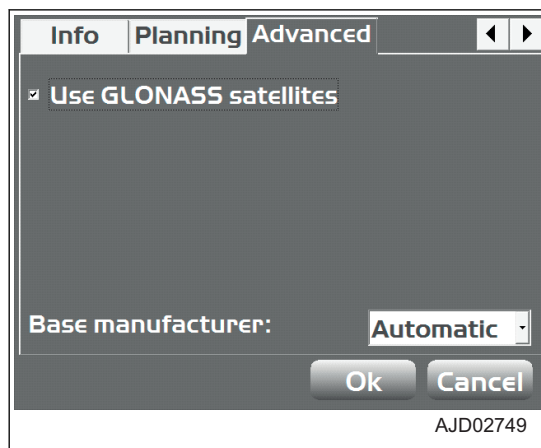 Info Planning Advanced
Use GLONASS satellites
Base manufacturer: Automatic
Ok Cancel
AJD02749